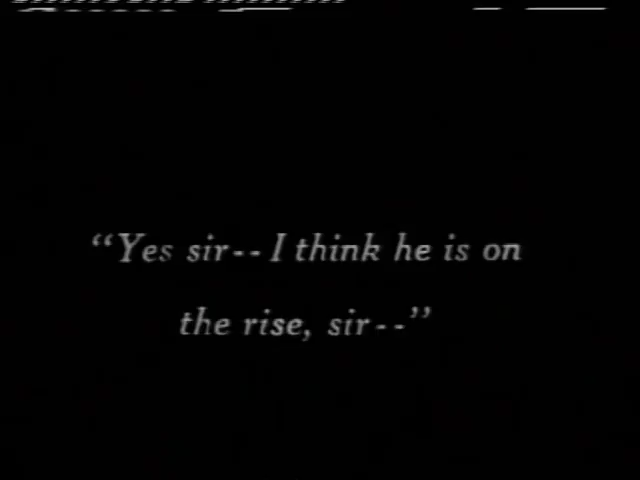 “Yes sir--I think he is on
the rise, sir--”